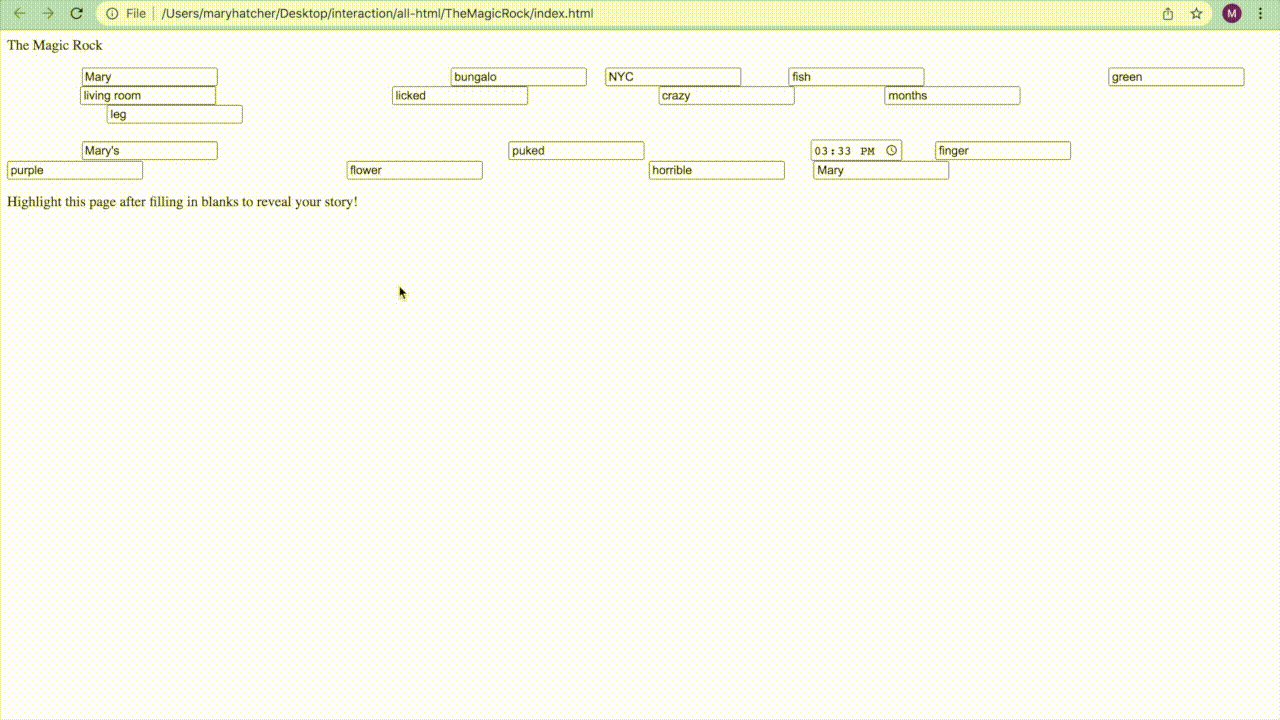 File /Users/maryhatcher/Desktop/interaction/all-html/TheMagicRock/index.html M
The Magic Rock
Mary bungalo NYC fish green
living room licked crazy months
leg
Mary's puked 03:33 PM finger
purple flower horrible Mary
Highlight this page after filling in blanks to reveal your story!